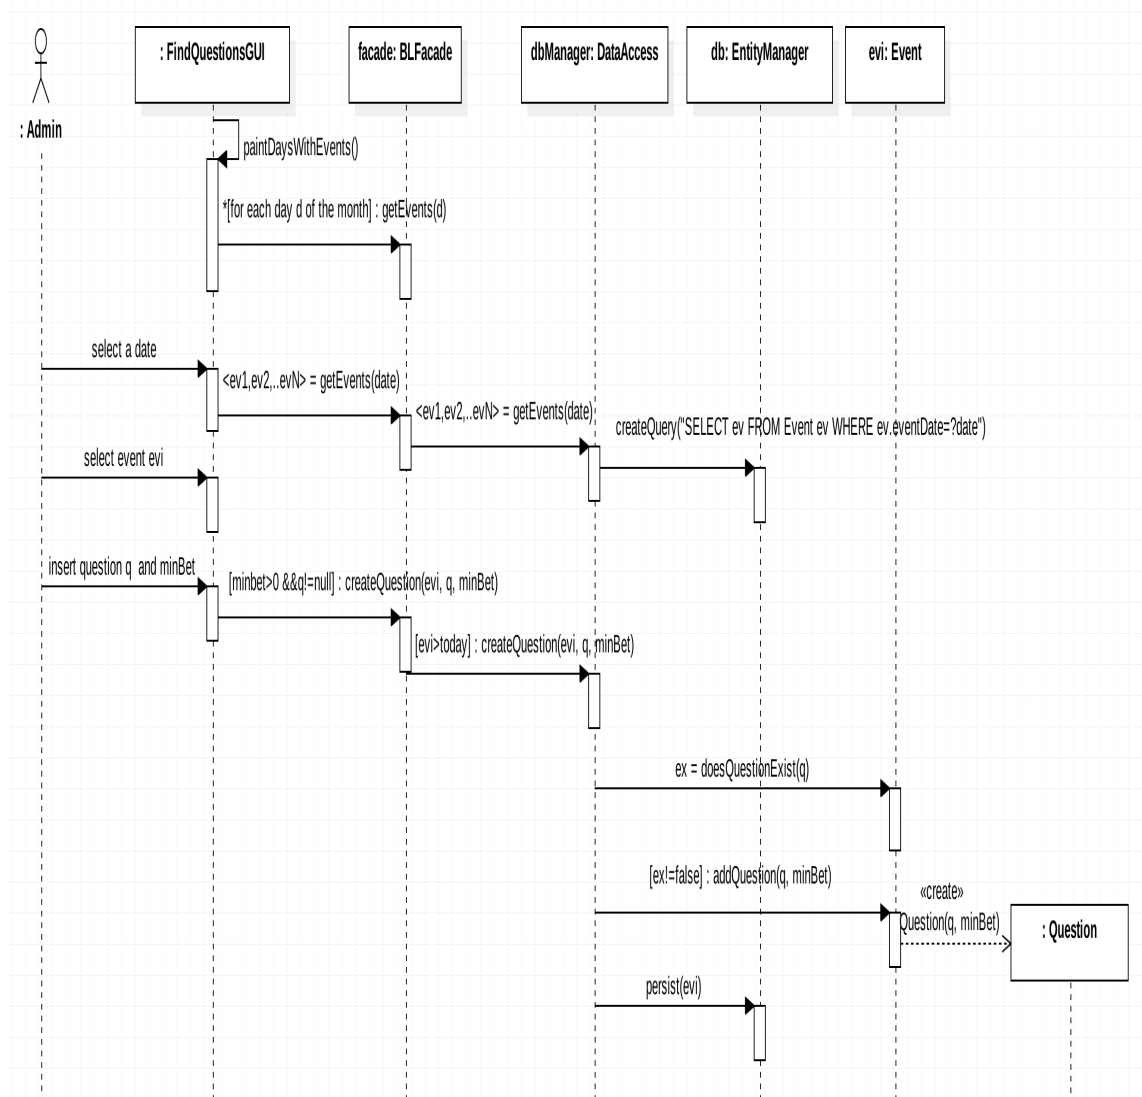 : FindQuestionsGUI
facade: BLFacade
dbManager: DataAccess
db: EntityManager
evi: Event
: Admin
paintDaysWithEvents()
*[for each day d of the month] : getEvents(d)
select a date
<ev1,ev2,..evN> = getEvents(date)
<ev1,ev2,..evN> = getEvents(date)
createQuery("SELECT ev FROM Event ev WHERE ev.eventDate=?date")
select event evi
insert question q  and minBet
[minbet>0 &&q!=null] : createQuestion(evi, q, minBet)
[evi>today] : createQuestion(evi, q, minBet)
ex = doesQuestionExist(q)
[ex!=false] : addQuestion(q, minBet)
«create»
Question(q, minBet)
: Question
persist(evi)